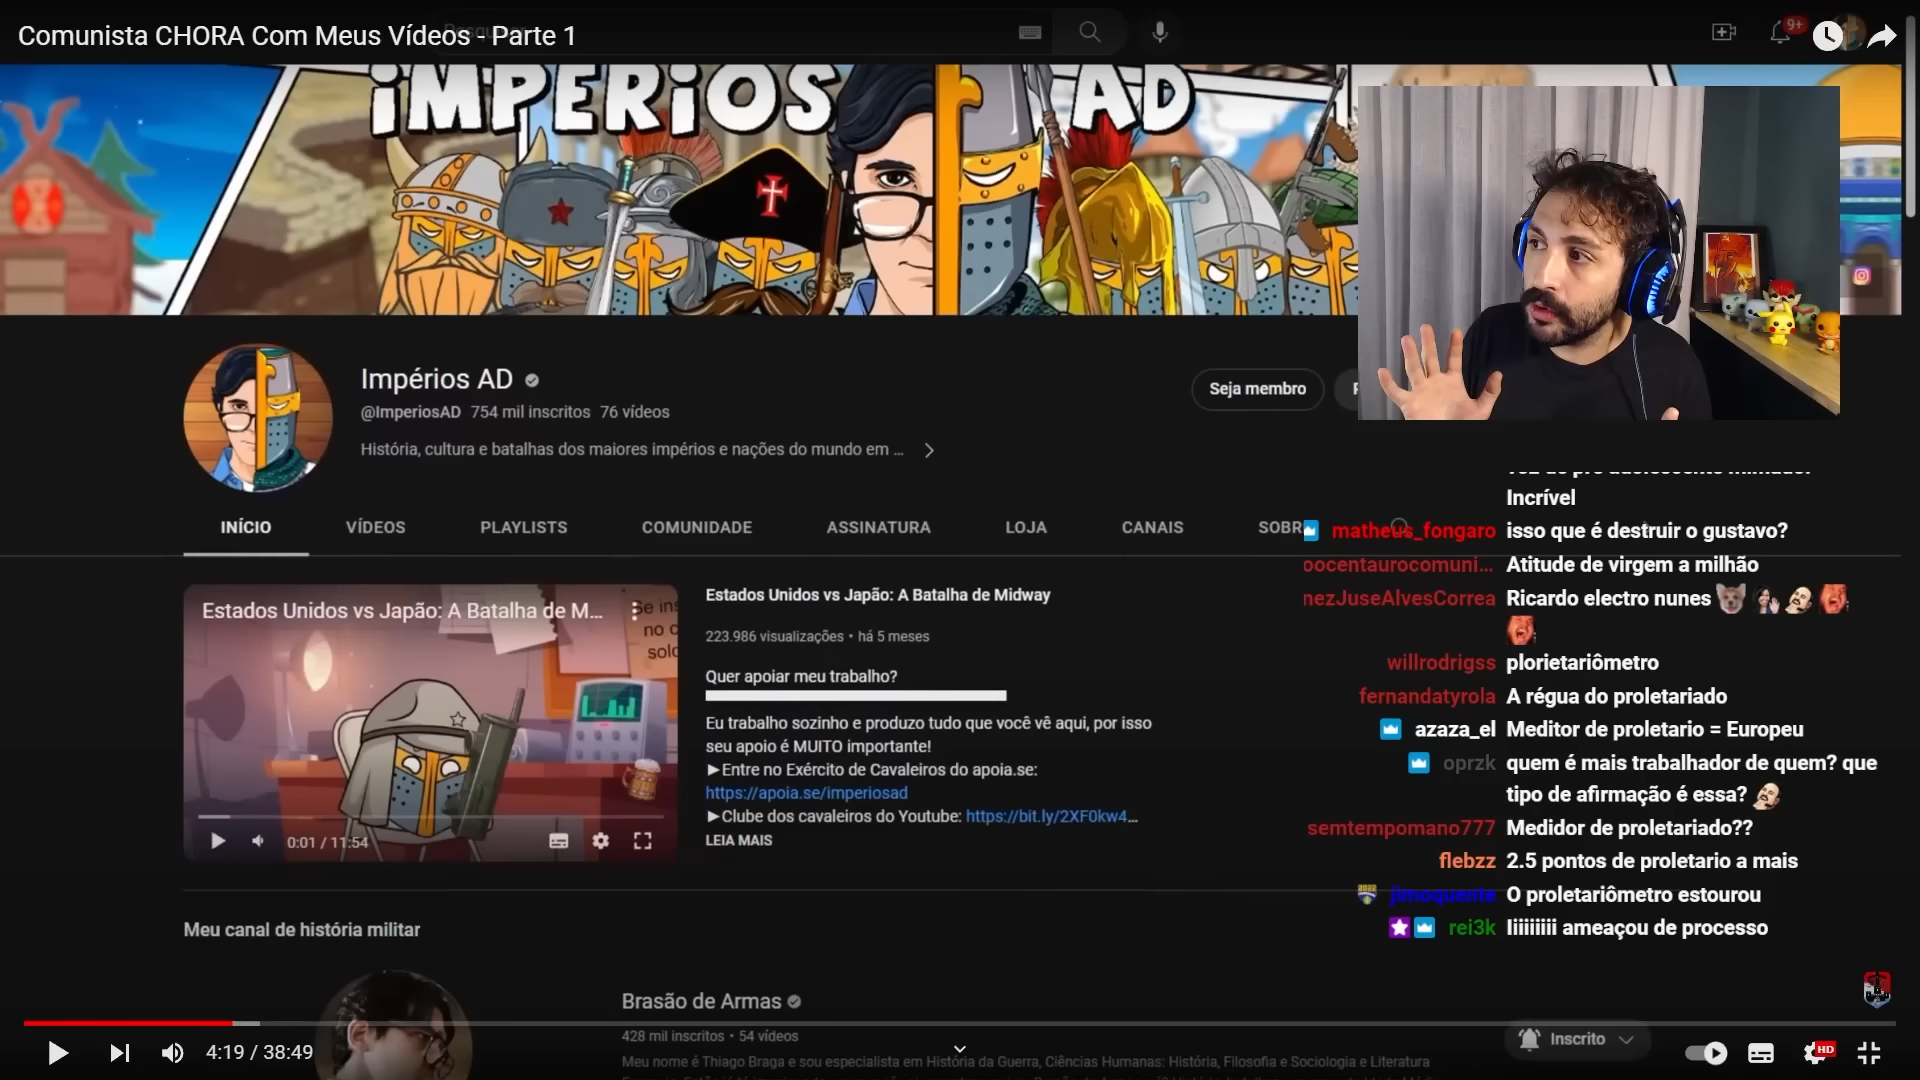 Comunista CHORA Com Meus Vídeos - Parte 1
9+
IMPERIOS AD
Impérios AD
@ImperiosAD 754 mil inscritos 76 vídeos
História, cultura e batalhas dos maiores impérios e nações do mundo em ...
Seja membro
INÍCIO VÍDEOS PLAYLISTS COMUNIDADE ASSINATURA LOJA CANAIS SOBR
Estados Unidos vs Japão: A Batalha de M...
0:01 / 11:54
Estados Unidos vs Japão: A Batalha de Midway
223.986 visualizações • há 5 meses
Quer apoiar meu trabalho?
Eu trabalho sozinho e produzo tudo que você vê aqui, por isso
seu apoio é MUITO importante!
►Entre no Exército de Cavaleiros do apoia.se:
https://apoia.se/imperiosad
►Clube dos cavaleiros do Youtube: https://bit.ly/2XF0kw4...
LEIA MAIS
Incrível
matheus_fongaro isso que é destruir o gustavo?
oocentaurocomuni... Atitude de virgem a milhão
nezJuseAlvesCorrea Ricardo electro nunes
willrodrigss plorietariômetro
fernandatyrola A régua do proletariado
azaza_el Meditor de proletario = Europeu
oprzk quem é mais trabalhador de quem? que
tipo de afirmação é essa?
semtempomano777 Medidor de proletariado??
flebzz 2.5 pontos de proletario a mais
jimoquente O proletariômetro estourou
rei3k Iiiiiiiii ameaçou de processo
Meu canal de história militar
Brasão de Armas
428 mil inscritos • 54 vídeos
Meu nome é Thiago Braga e sou especialista em História da Guerra, Ciências Humanas: História, Filosofia e Sociologia e Literatura
Inscrito
4:19 / 38:49
HD